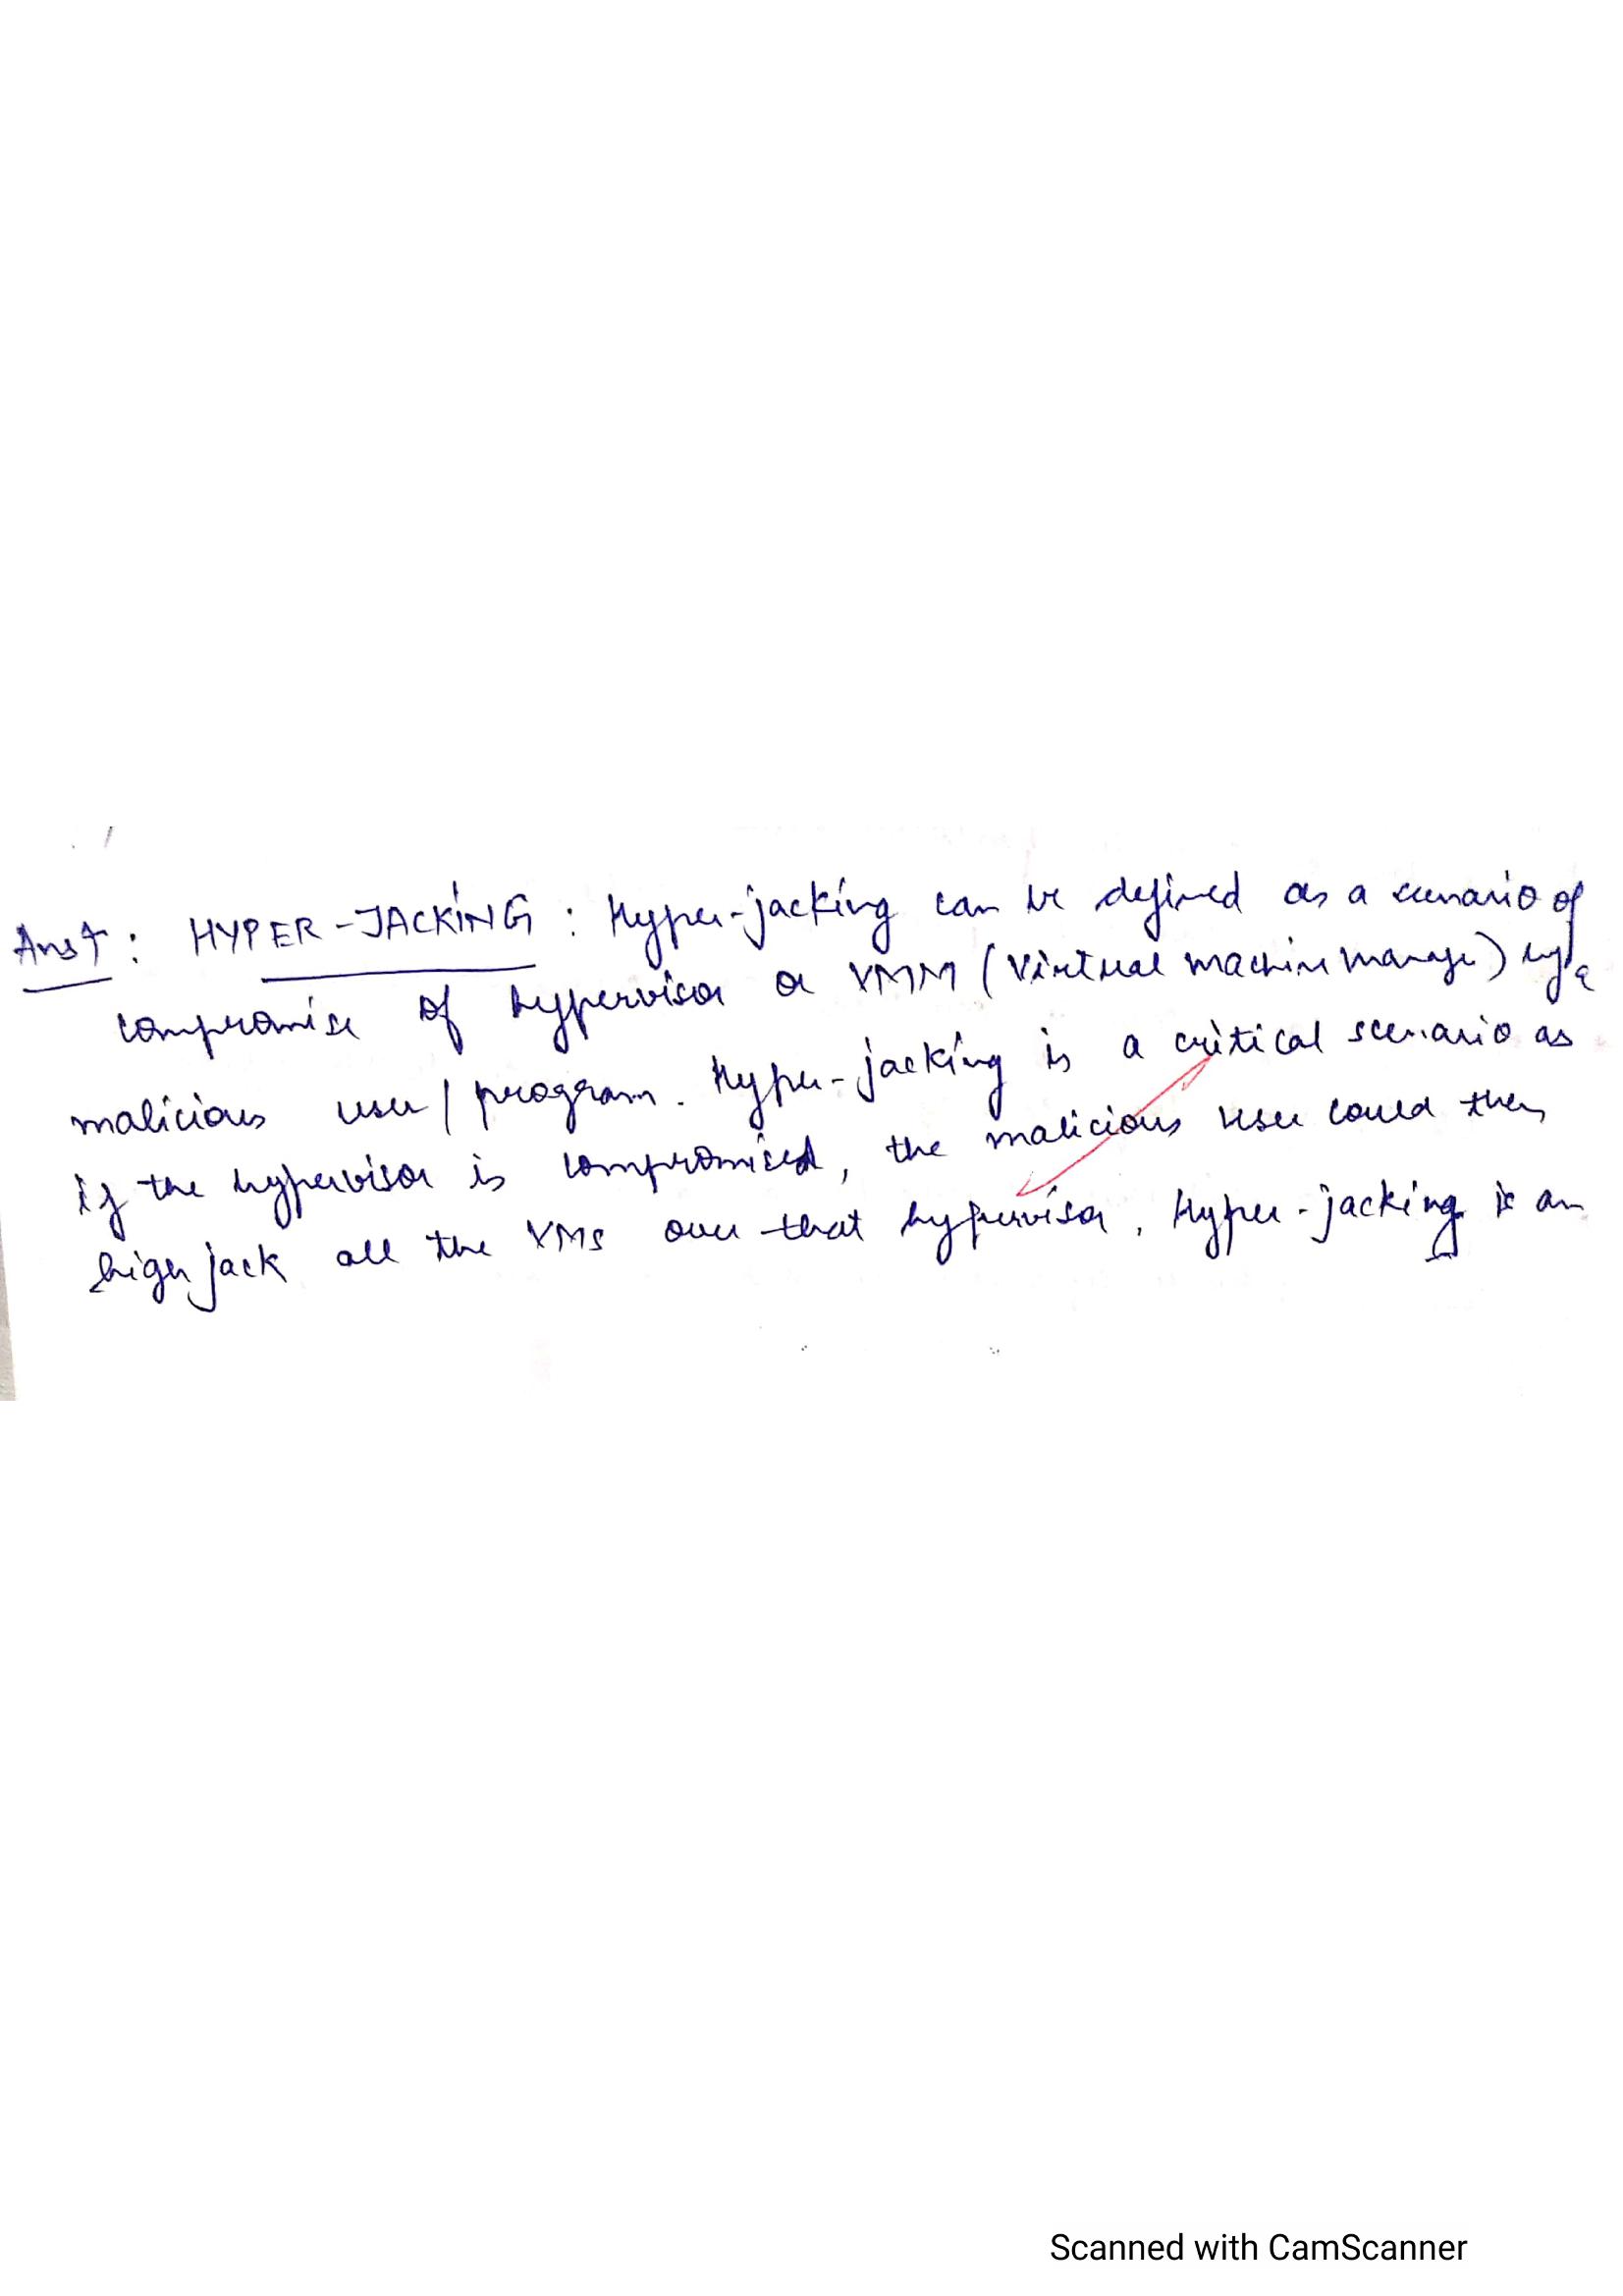 Ans 7 : HYPER-JACKING : Hyper-jacking can be defined as a scenario of
compromise of hypervisor or VMM (Virtual machine manager) by a
malicious user / program. Hyper-jacking is a critical scenario as
if the hypervisor is compromised, the malicious user could then
high jack all the VMs over that hypervisor. Hyper-jacking is an
Scanned with CamScanner